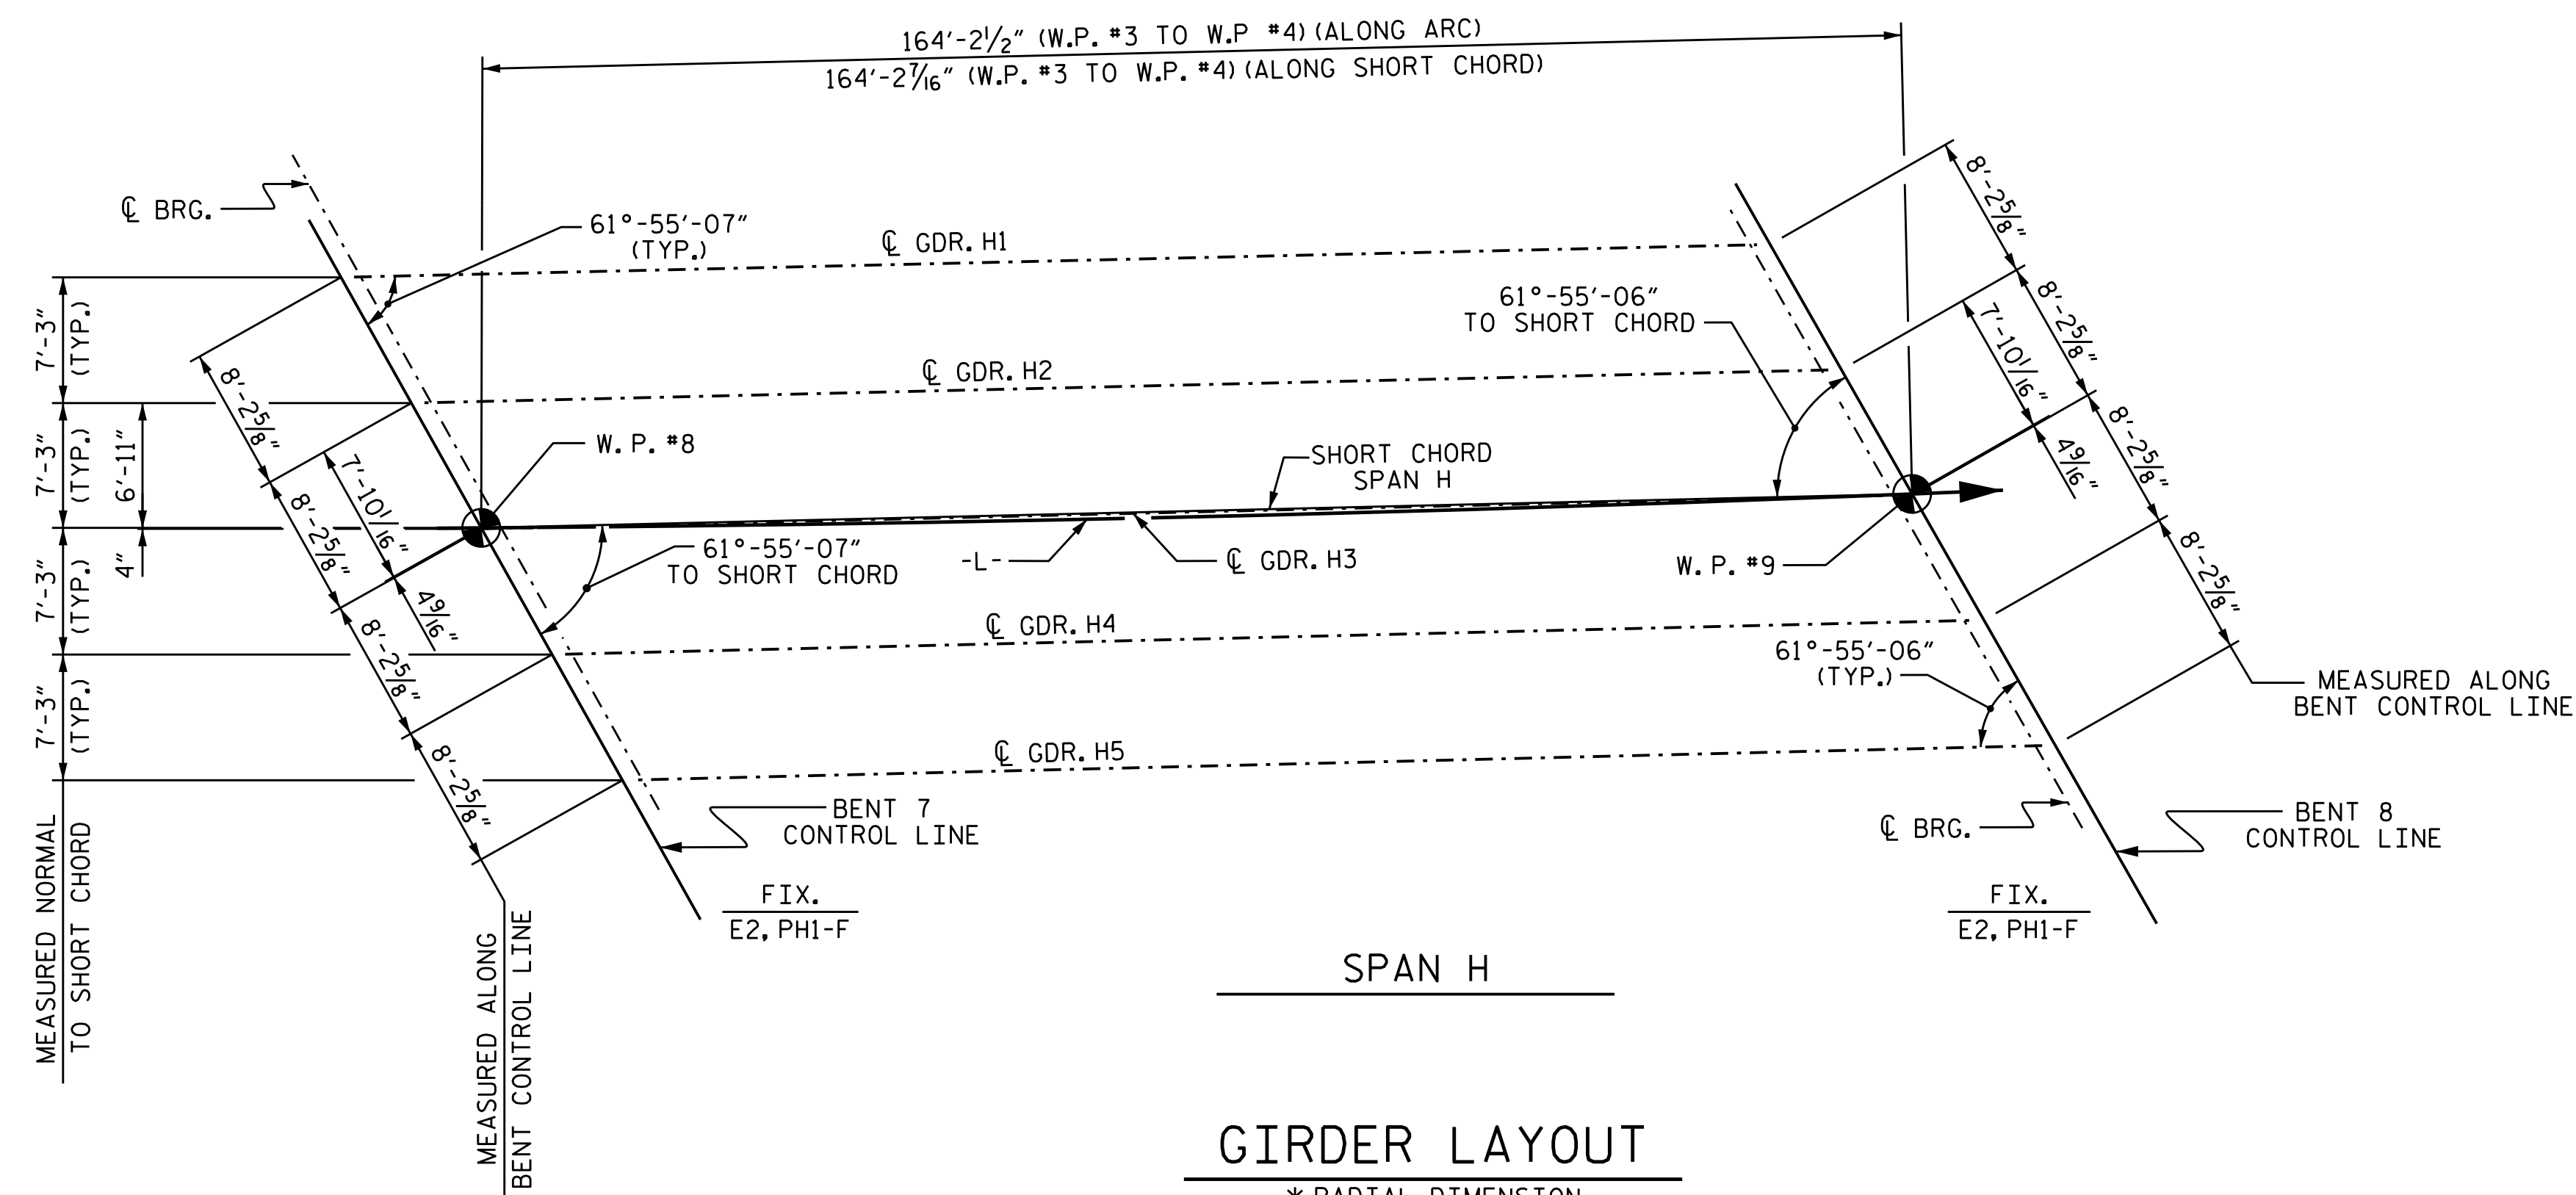 164'-2 1/2" (W.P. #3 TO W.P #4) (ALONG ARC)
164'-2 7/16" (W.P. #3 TO W.P. #4) (ALONG SHORT CHORD)
℄ BRG.
61°-55'-07"
(TYP.)
℄ GDR. H1
8'-2 5/8"
61°-55'-06"
TO SHORT CHORD
8'-2 5/8"
7'-10 1/16"
7'-3"
(TYP.)
℄ GDR. H2
8'-2 5/8"
8'-2 5/8"
4 9/16"
7'-3"
(TYP.)
6'-11"
W.P. #8
SHORT CHORD
SPAN H
7'-10 1/16"
8'-2 5/8"
4"
61°-55'-07"
TO SHORT CHORD
-L-
℄ GDR. H3
W.P. #9
8'-2 5/8"
7'-3"
(TYP.)
4 9/16"
℄ GDR. H4
61°-55'-06"
(TYP.)
8'-2 5/8"
MEASURED ALONG
BENT CONTROL LINE
7'-3"
(TYP.)
℄ GDR. H5
8'-2 5/8"
BENT 7
CONTROL LINE
℄ BRG.
BENT 8
CONTROL LINE
FIX.
E2, PH1-F
FIX.
E2, PH1-F
MEASURED NORMAL
TO SHORT CHORD
MEASURED ALONG
BENT CONTROL LINE
SPAN H
GIRDER LAYOUT
* RADIAL DIMENSION